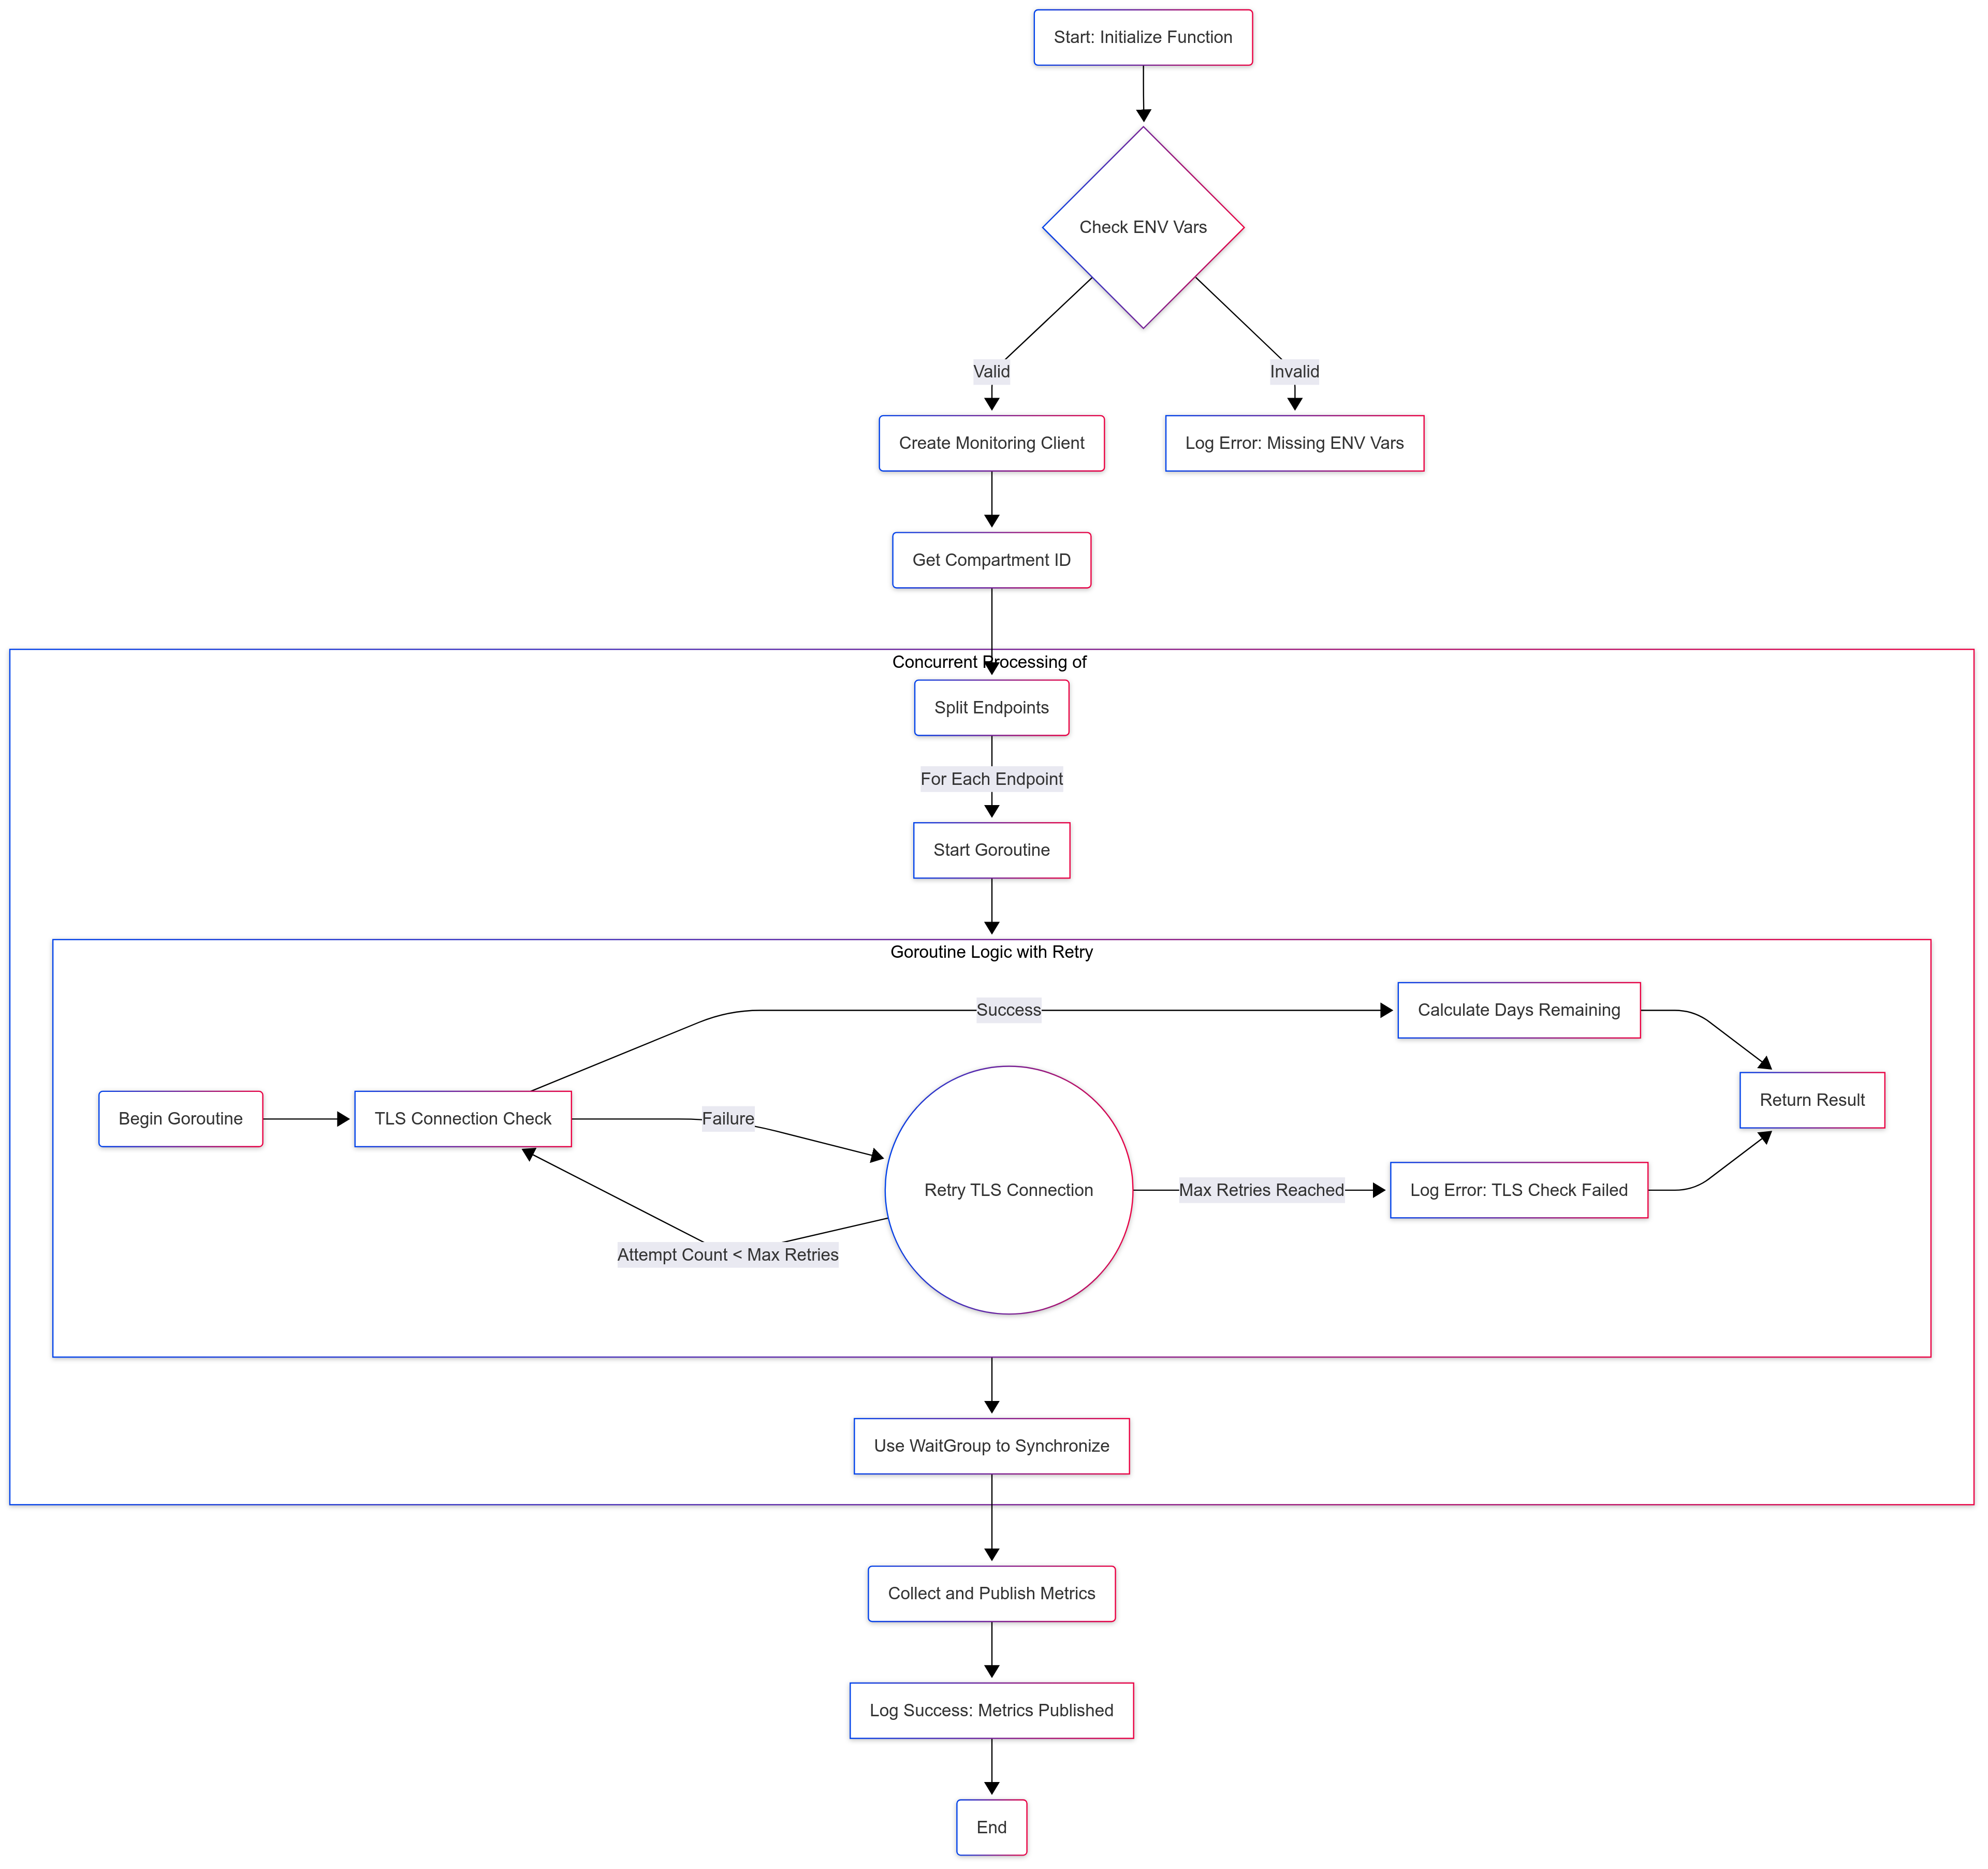 Start: Initialize Function
Check ENV Vars
Valid
Invalid
Create Monitoring Client
Log Error: Missing ENV Vars
Get Compartment ID
Concurrent Processing of
Split Endpoints
For Each Endpoint
Start Goroutine
Goroutine Logic with Retry
Success
Calculate Days Remaining
Begin Goroutine
TLS Connection Check
Failure
Return Result
Retry TLS Connection
Max Retries Reached
Log Error: TLS Check Failed
Attempt Count < Max Retries
Use WaitGroup to Synchronize
Collect and Publish Metrics
Log Success: Metrics Published
End